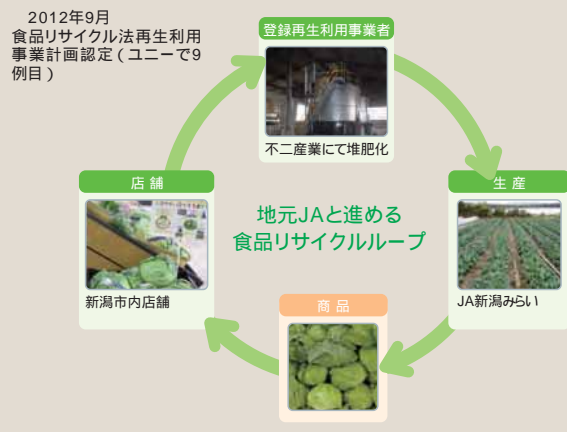 2012年9月
食品リサイクル法再生利用
事業計画認定（ユニーで9
例目）
登録再生利用事業者
不二産業にて堆肥化
店舗
新潟市内店舗
地元JAと進める
食品リサイクルループ
生産
JA新潟みらい
商品